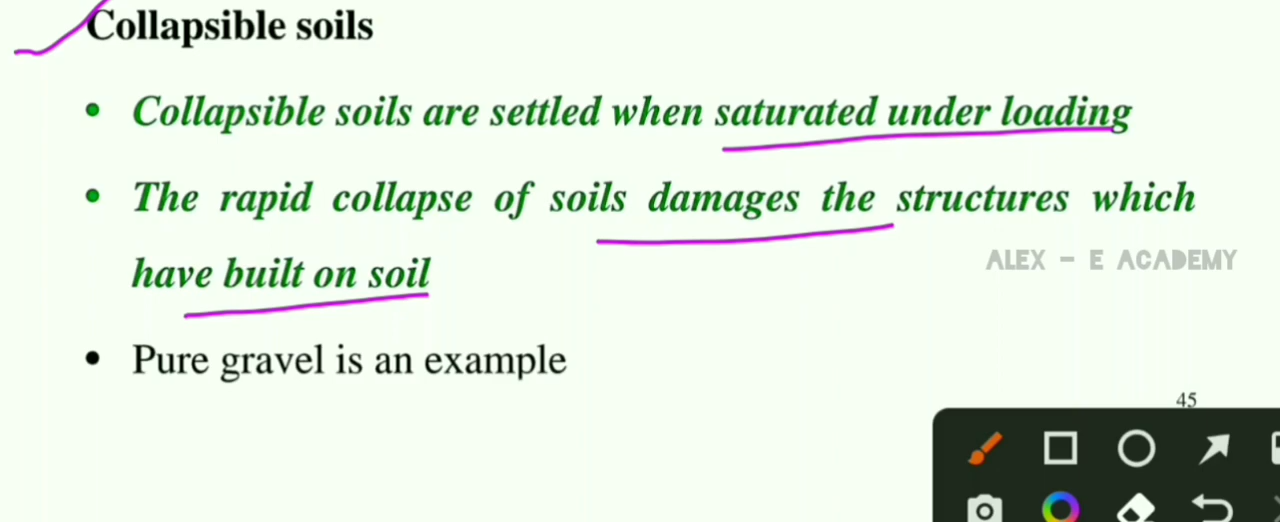 Collapsible soils
• Collapsible soils are settled when saturated under loading
• The rapid collapse of soils damages the structures which
have built on soil
ALEX - E ACADEMY
• Pure gravel is an example
45